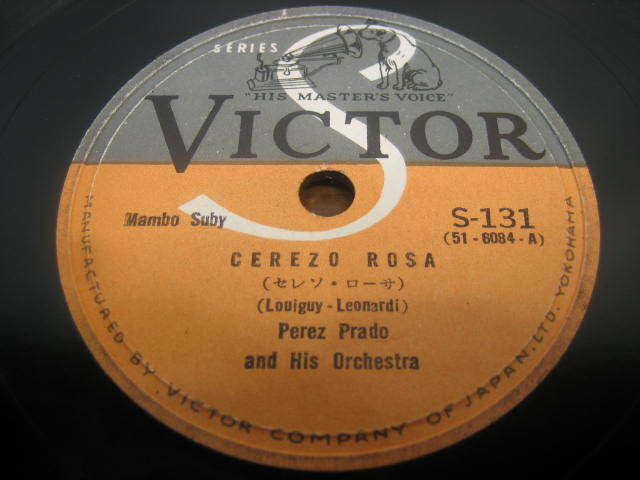 S
SERIES
"HIS MASTER'S VOICE"
VICTOR
Mambo Suby
S-131
(51-6084-A)
CEREZO ROSA
(セレソ・ローサ)
(Louiguy-Leonardi)
Perez Prado
and His Orchestra
MANUFACTURED BY VICTOR COMPANY OF JAPAN, LTD. YOKOHAMA